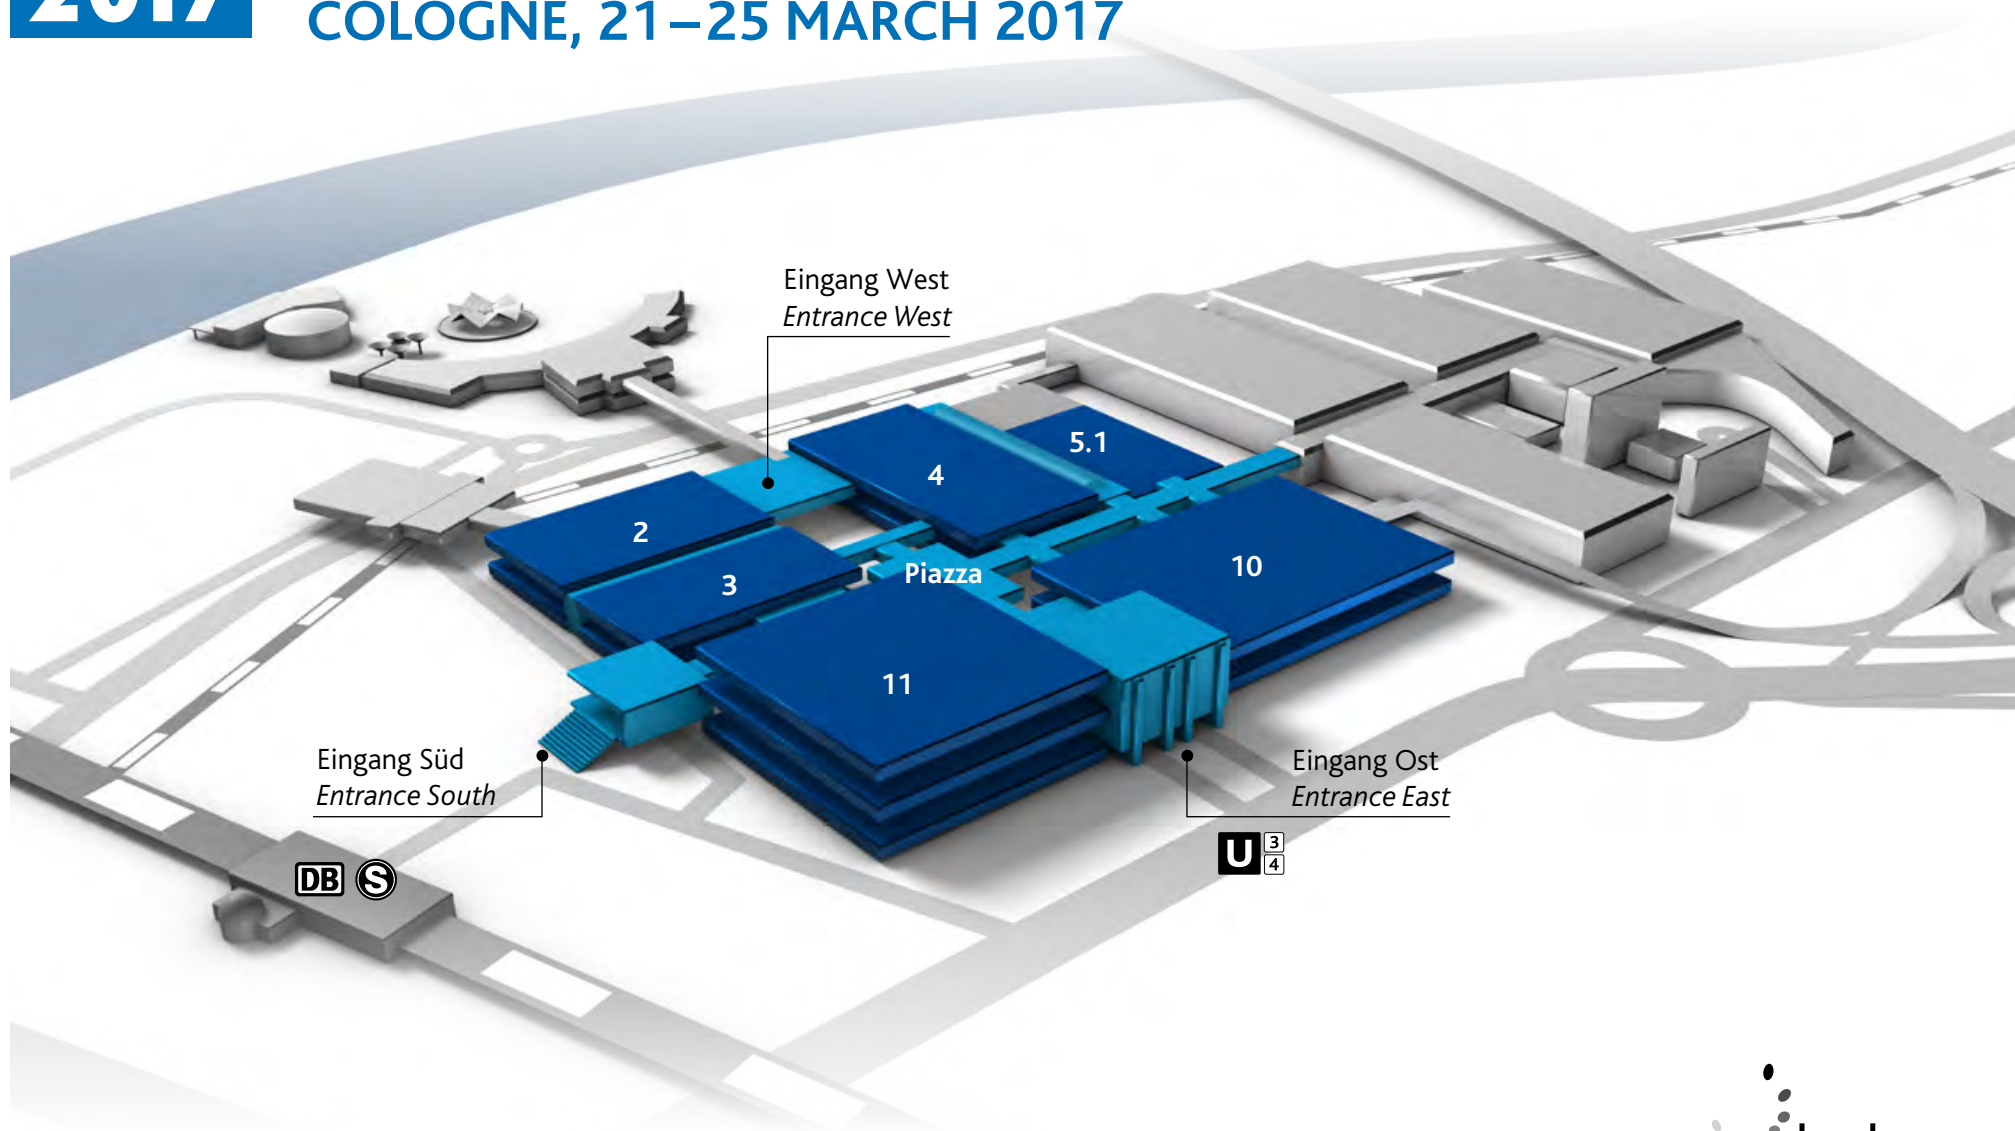 2017
COLOGNE, 21–25 MARCH 2017
Eingang West
Entrance West
5.1
4
2
10
Piazza
3
11
Eingang Süd
Entrance South
Eingang Ost
Entrance East
DB S
U 3
4